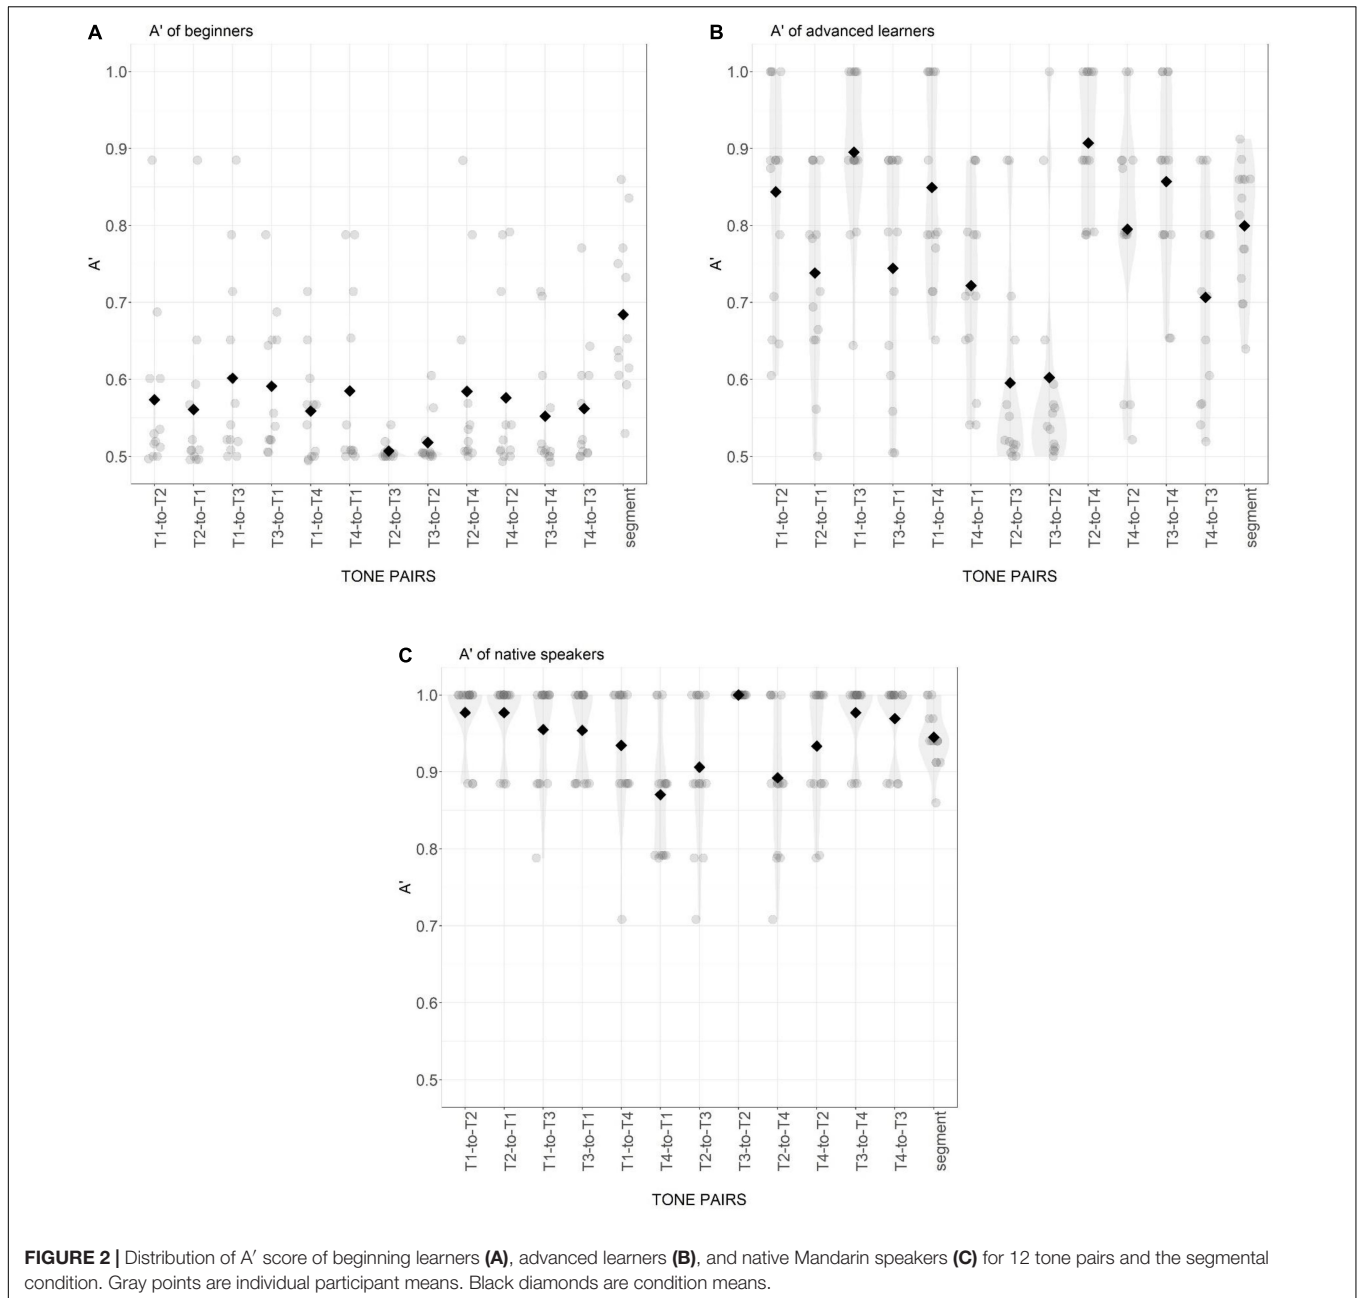 A A' of beginners
1.0
0.9
0.8
0.7
0.6
0.5
A'
T1-to-T2
T2-to-T1
T1-to-T3
T3-to-T1
T1-to-T4
T4-to-T1
T2-to-T3
T3-to-T2
T2-to-T4
T4-to-T2
T3-to-T4
T4-to-T3
segment
TONE PAIRS
B A' of advanced learners
1.0
0.9
0.8
0.7
0.6
0.5
A'
T1-to-T2
T2-to-T1
T1-to-T3
T3-to-T1
T1-to-T4
T4-to-T1
T2-to-T3
T3-to-T2
T2-to-T4
T4-to-T2
T3-to-T4
T4-to-T3
segment
TONE PAIRS
C A' of native speakers
1.0
0.9
0.8
0.7
0.6
0.5
A'
T1-to-T2
T2-to-T1
T1-to-T3
T3-to-T1
T1-to-T4
T4-to-T1
T2-to-T3
T3-to-T2
T2-to-T4
T4-to-T2
T3-to-T4
T4-to-T3
segment
TONE PAIRS
FIGURE 2 | Distribution of A′ score of beginning learners (A), advanced learners (B), and native Mandarin speakers (C) for 12 tone pairs and the segmental
condition. Gray points are individual participant means. Black diamonds are condition means.